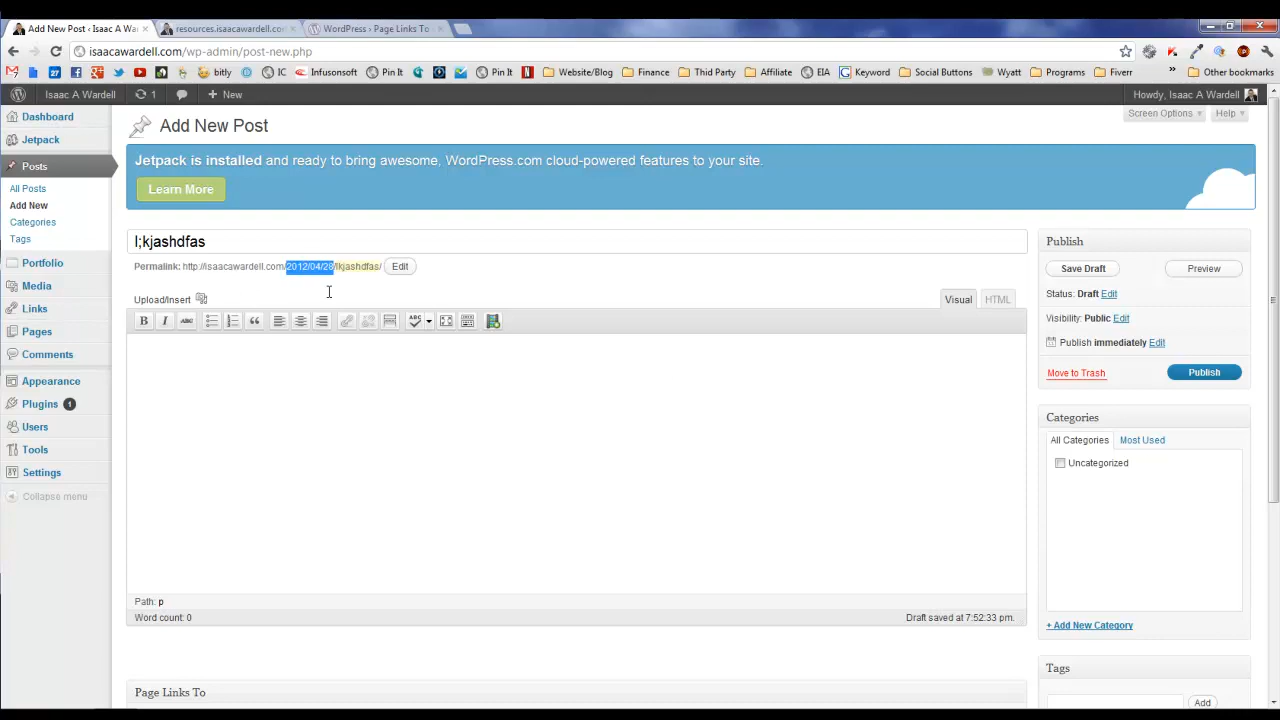 Add New Post ‹ Isaac A Wa
resources.isaacawardell.com
WordPress › Page Links To
isaacawardell.com/wp-admin/post-new.php
27
bitly
IC
Infusonsoft
Pin It
Pin It
Website/Blog
Finance
Thid Party
Affiliate
EIA
Keyword
Social Buttons
Wyatt
Programs
Fiverr
»
Other bookmarks
Isaac A Wardell
1
+ New
Howdy, Isaac A Wardell
Screen Options
Help
Dashboard
Jetpack
Posts
All Posts
Add New
Categories
Tags
Portfolio
Media
Links
Pages
Comments
Appearance
Plugins 1
Users
Tools
Settings
Collapse menu
Add New Post
Jetpack is installed and ready to bring awesome, WordPress.com cloud-powered features to your site.
Learn More
l;kjashdfas
Permalink: http://isaacawardell.com/2012/04/28/lkjashdfas/ Edit
Upload/Insert
Visual
HTML
B I ABC
ABC
Path: p
Word count: 0
Draft saved at 7:52:33 pm.
Page Links To
Publish
Save Draft
Preview
Status: Draft Edit
Visibility: Public Edit
Publish immediately Edit
Move to Trash
Publish
Categories
All Categories
Most Used
Uncategorized
+ Add New Category
Tags
Add